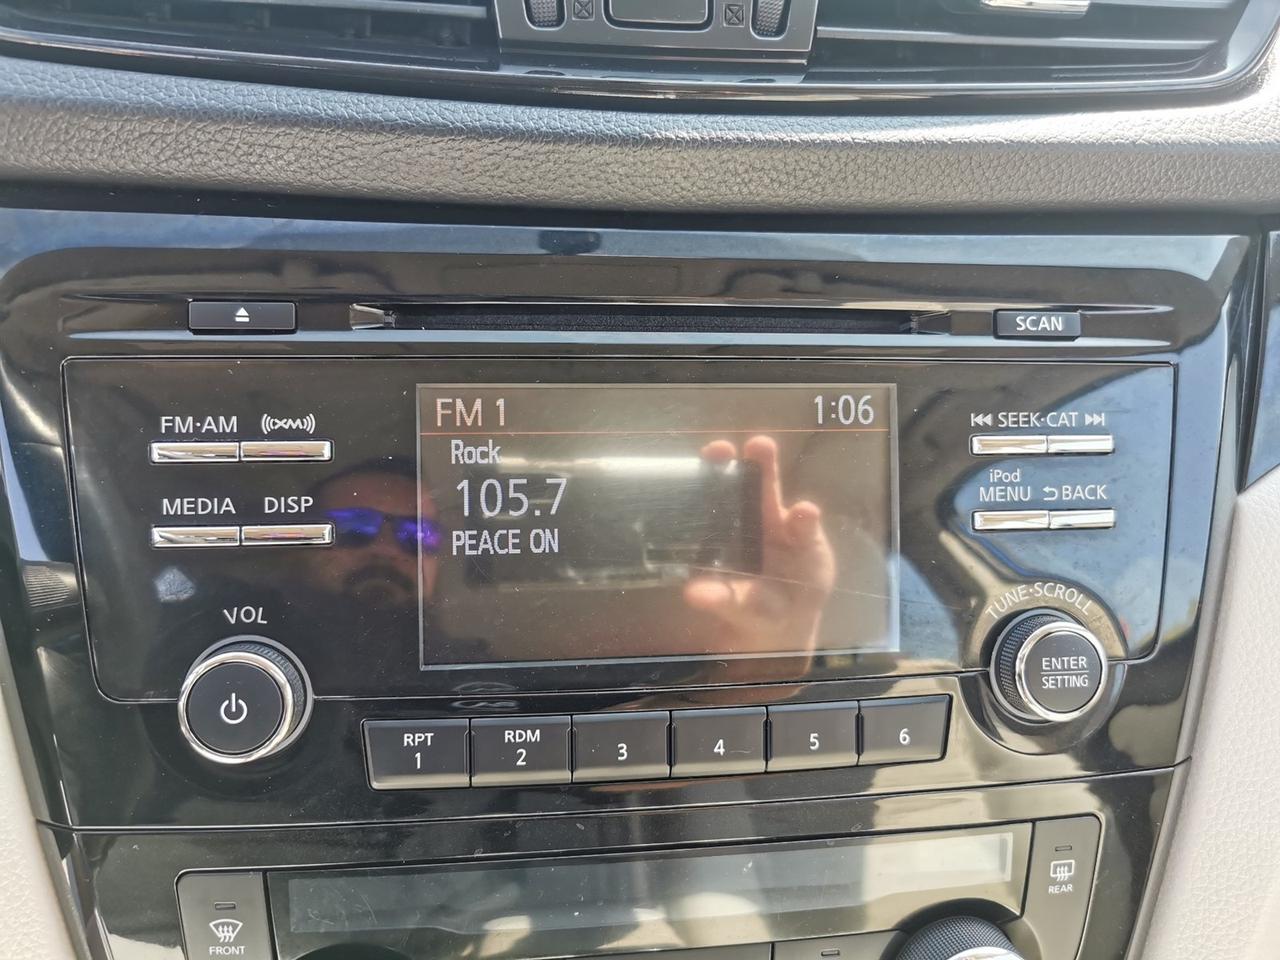 SCAN
FM·AM ((XM))
SEEK·CAT
MEDIA DISP
iPod
MENU BACK
FM 1 1:06
Rock
105.7
PEACE ON
VOL
TUNE·SCROLL
ENTER
SETTING
RPT
1
RDM
2
3
4
5
6
FRONT
REAR